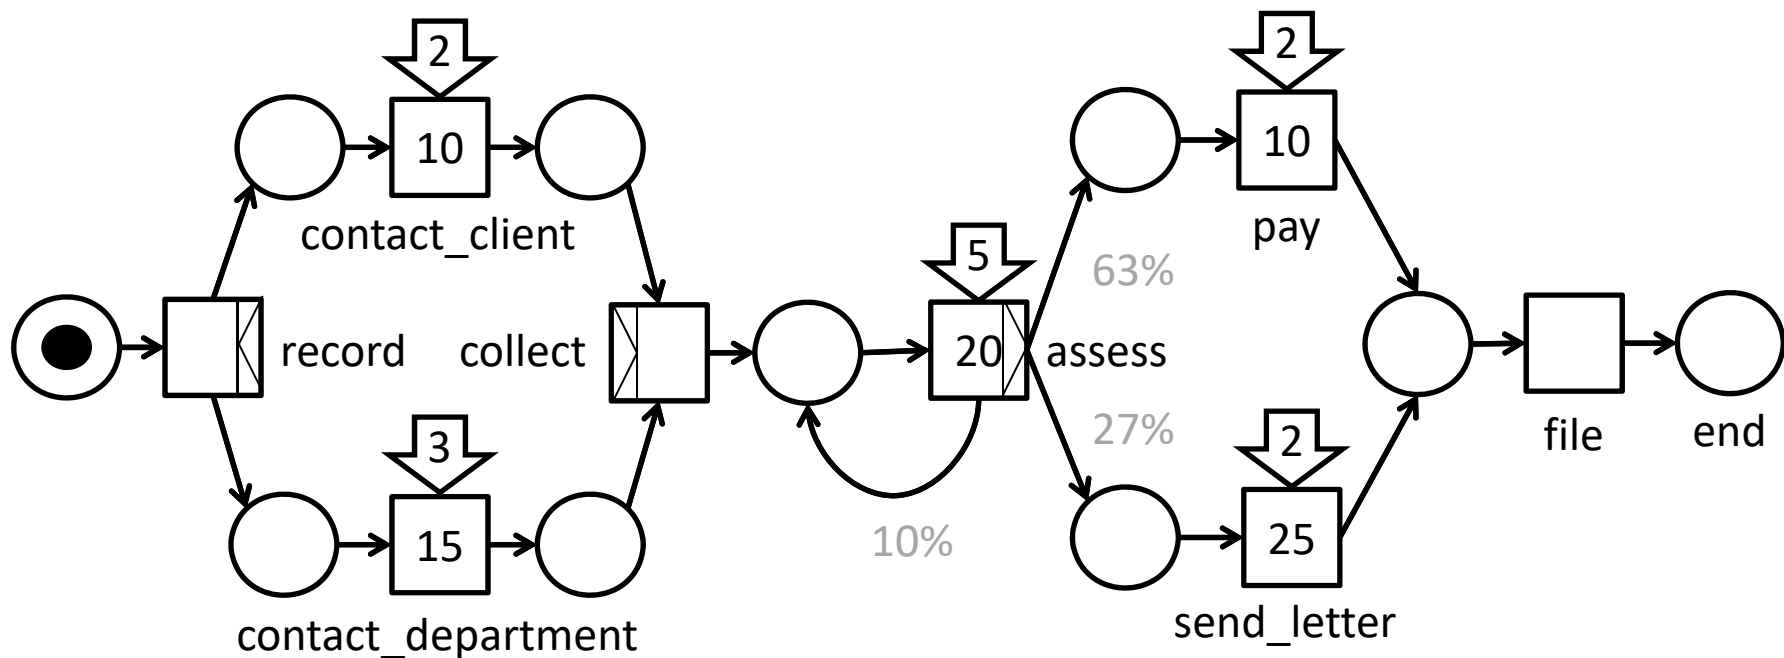 2
10
contact_client
record
collect
3
15
contact_department
5
20
assess
10%
63%
27%
2
10
pay
2
25
send_letter
file
end